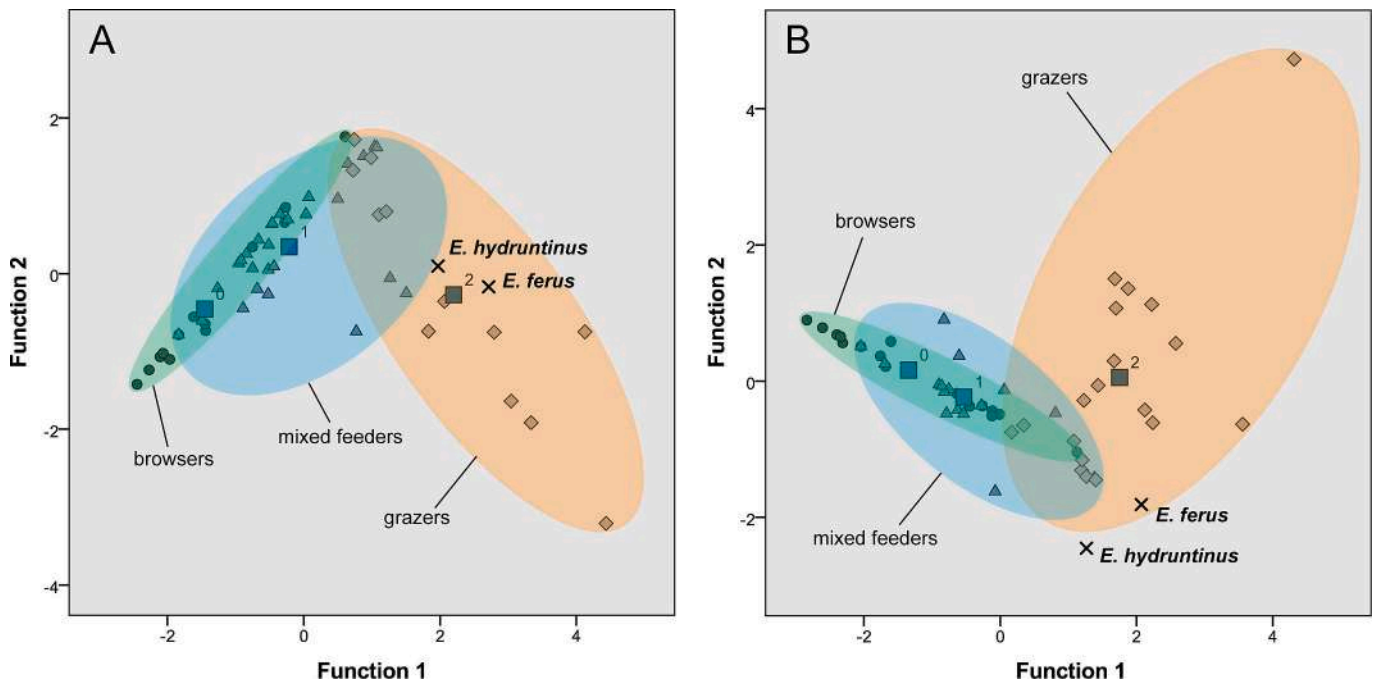 A
2
0
-2
-4
-2
0
2
4
Function 2
Function 1
1
0
2
E. hydruntinus
E. ferus
mixed feeders
browsers
grazers
B
4
2
0
-2
-2
0
2
4
Function 2
Function 1
grazers
browsers
0
1
2
mixed feeders
E. ferus
E. hydruntinus